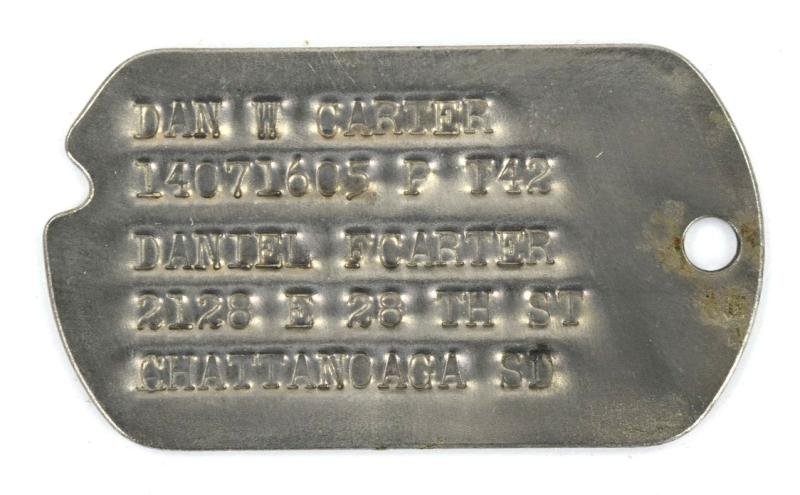 DAN W CARTER
14071605 P T42
DANIEL FCARTER
2128 E 28 TH ST
CHATTANOAGA SD